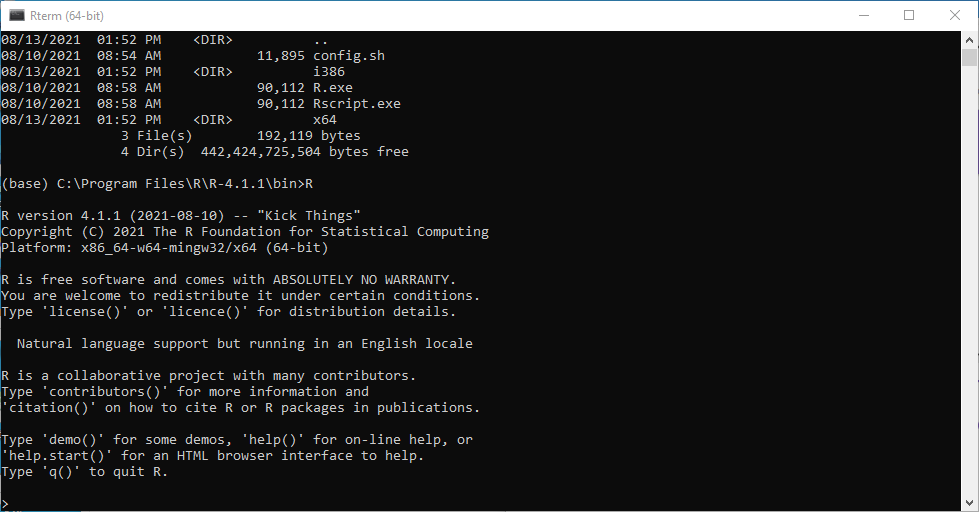 Rterm (64-bit)
08/13/2021  01:52 PM    <DIR>          ..
08/10/2021  08:54 AM            11,895 config.sh
08/13/2021  01:52 PM    <DIR>          i386
08/10/2021  08:58 AM            90,112 R.exe
08/10/2021  08:58 AM            90,112 Rscript.exe
08/13/2021  01:52 PM    <DIR>          x64
               3 File(s)        192,119 bytes
               4 Dir(s)  442,424,725,504 bytes free
(base) C:\Program Files\R\R-4.1.1\bin>R
R version 4.1.1 (2021-08-10) -- "Kick Things"
Copyright (C) 2021 The R Foundation for Statistical Computing
Platform: x86_64-w64-mingw32/x64 (64-bit)
R is free software and comes with ABSOLUTELY NO WARRANTY.
You are welcome to redistribute it under certain conditions.
Type 'license()' or 'licence()' for distribution details.
  Natural language support but running in an English locale
R is a collaborative project with many contributors.
Type 'contributors()' for more information and
'citation()' on how to cite R or R packages in publications.
Type 'demo()' for some demos, 'help()' for on-line help, or
'help.start()' for an HTML browser interface to help.
Type 'q()' to quit R.
>